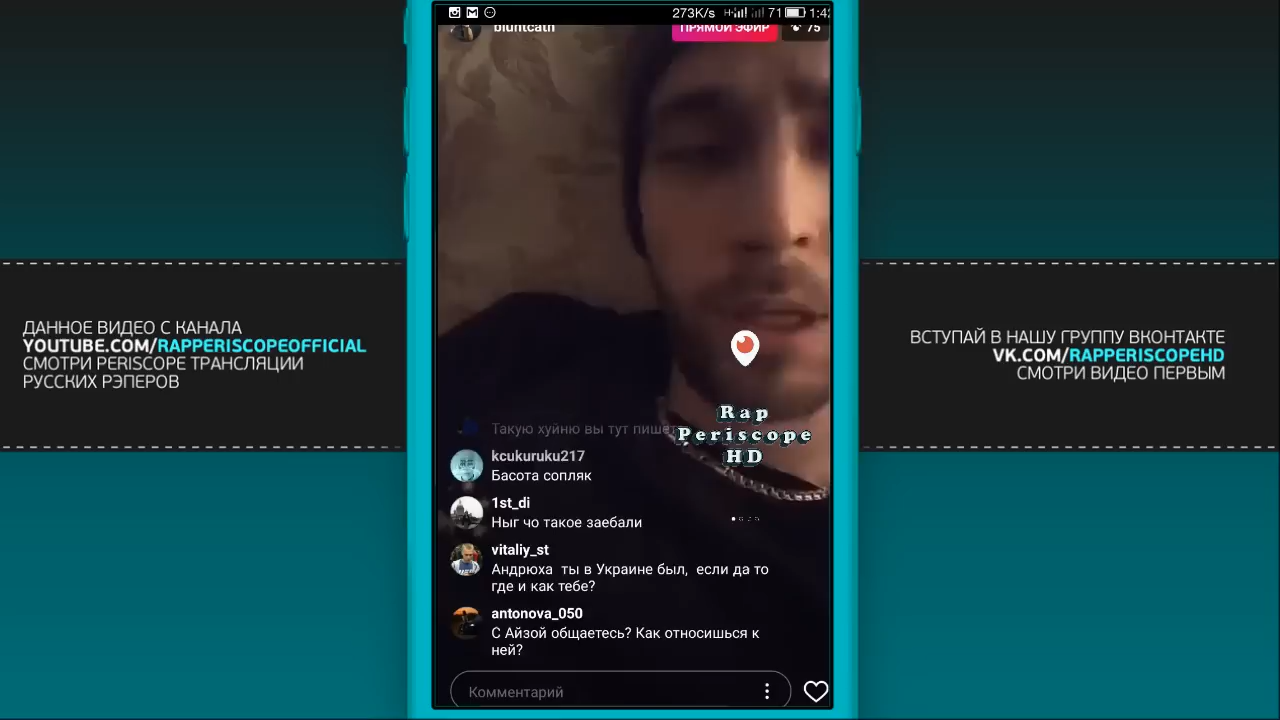 273K/s
71
1:42
bluntcath
ПРЯМОЙ ЭФИР
75
ДАННОЕ ВИДЕО С КАНАЛА
YOUTUBE.COM/RAPPERISCOPEOFFICIAL
СМОТРИ PERISCOPE ТРАНСЛЯЦИИ
РУССКИХ РЭПЕРОВ
ВСТУПАЙ В НАШУ ГРУППУ ВКОНТАКТЕ
VK.COM/RAPPERISCOPEHD
СМОТРИ ВИДЕО ПЕРВЫМ
Rap
Periscope
HD
Такую хуйню вы тут пишет
kcukuruku217
Басота сопляк
1st_di
Ныг чо такое заебали
vitaliy_st
Андрюха ты в Украине был, если да то
где и как тебе?
antonova_050
С Айзой общаетесь? Как относишься к
ней?
Комментарий